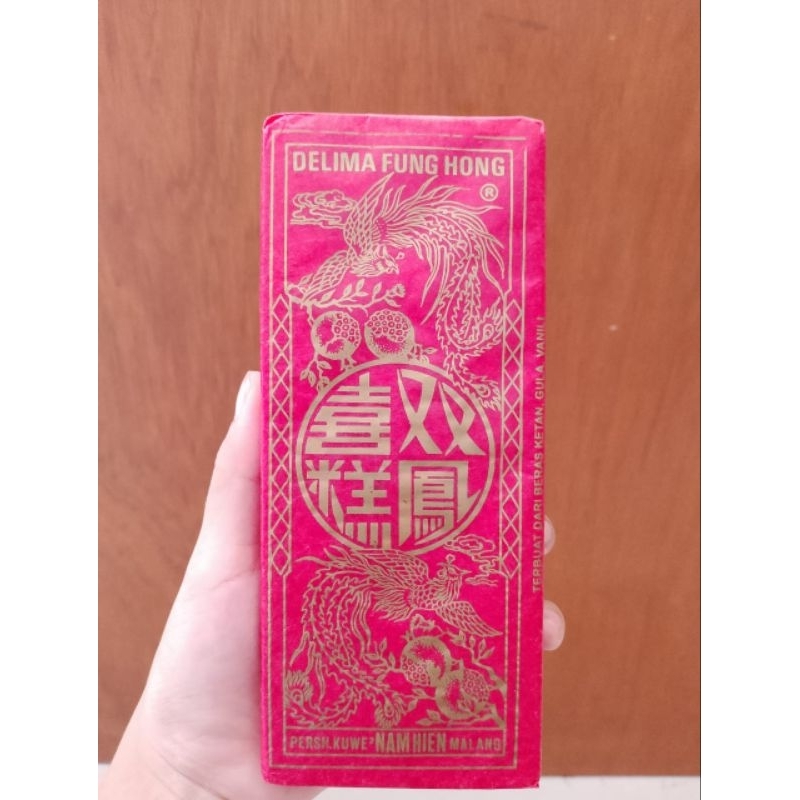 DELIMA FUNG HONG
®
双鳳
喜糕
PERSH.KUWE² NAM HIEN MALANG
TERBUAT DARI BERAS KETAN, GULA, VANILI